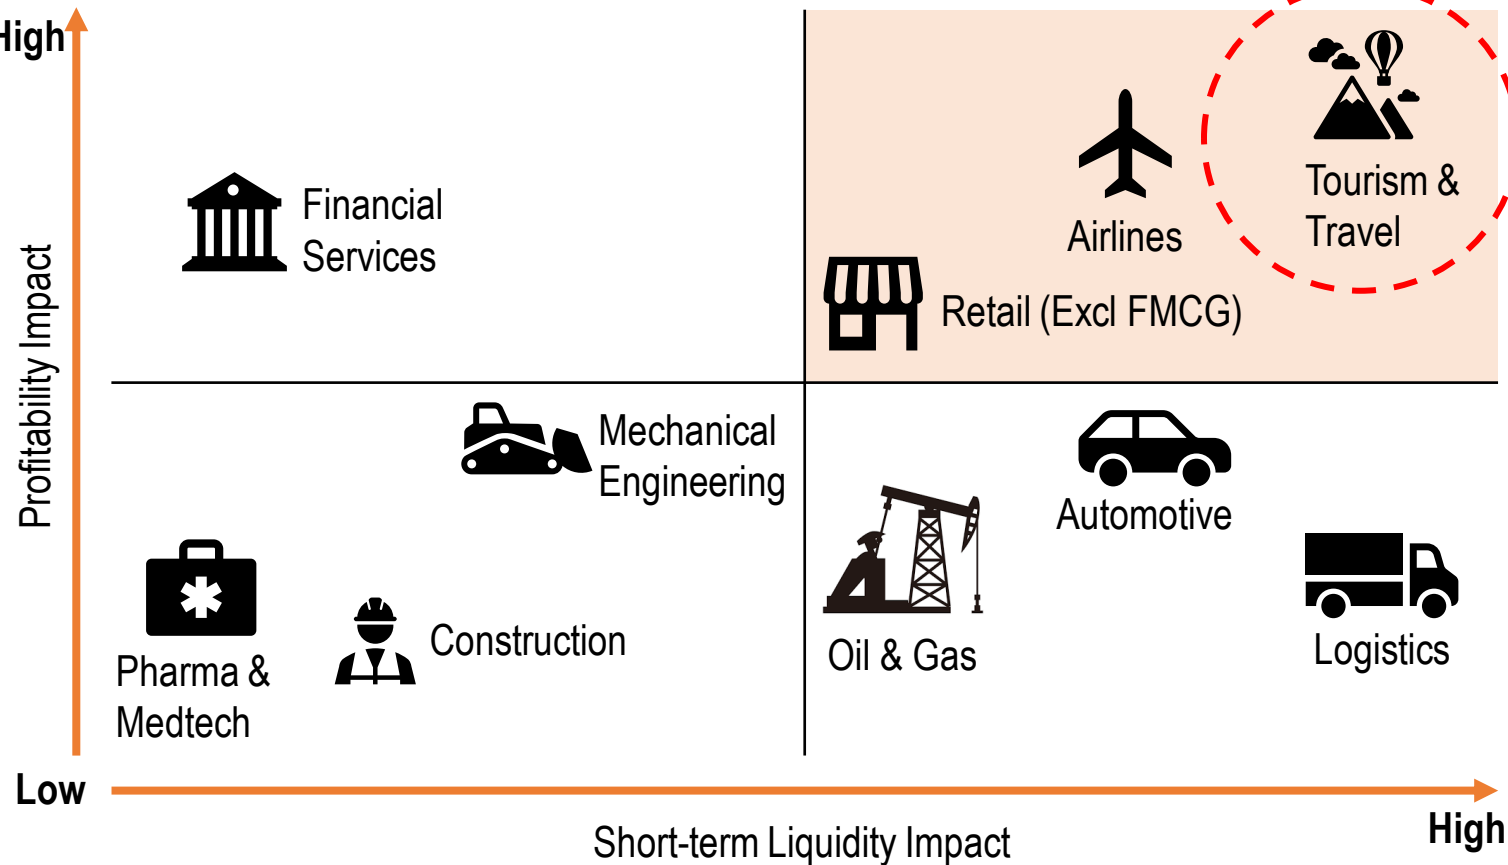 High
Tourism &
Travel
Financial
Services
Airlines
Retail (Excl FMCG)
Profitability Impact
Mechanical
Engineering
Automotive
Construction
Oil & Gas
Logistics
Pharma &
Medtech
Low
Short-term Liquidity Impact
High